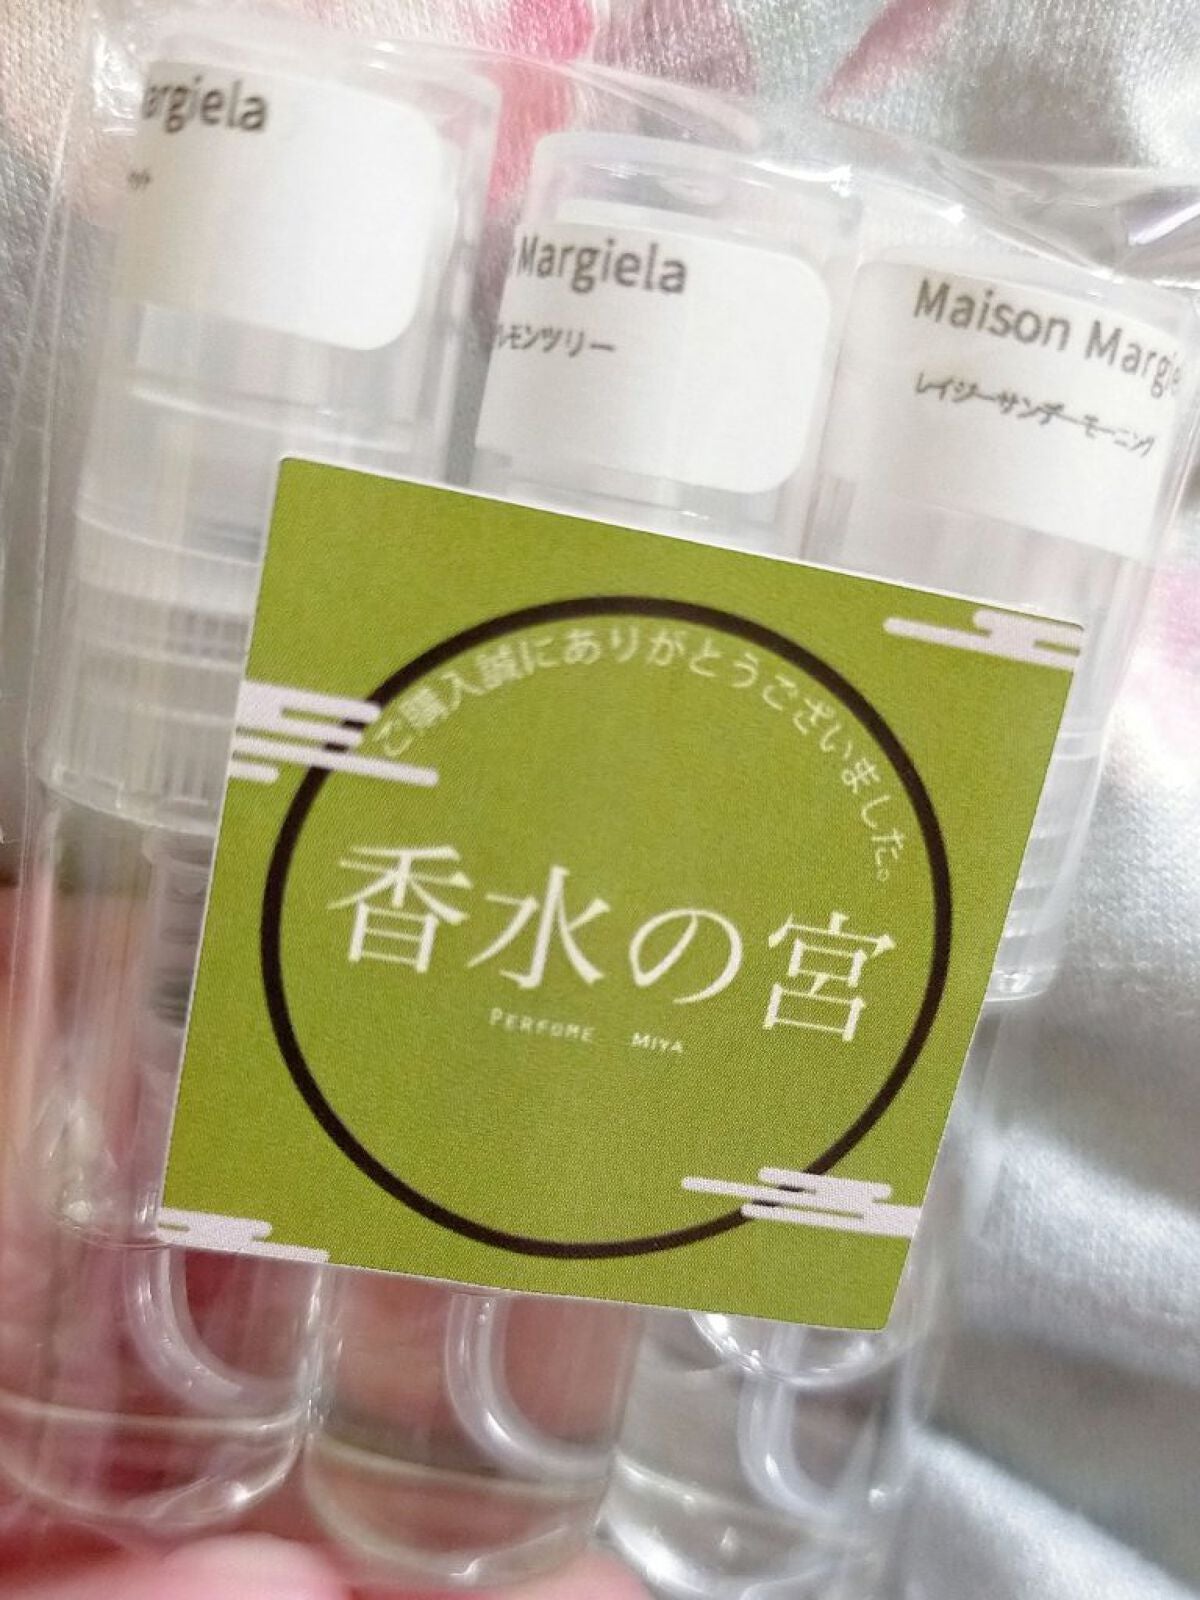 argiela
Margiela
レモンツリー
Maison Margie
レイジーサンデーモーニング
ご購入誠にありがとうございました。
香水の宮
PERFUME MIYA